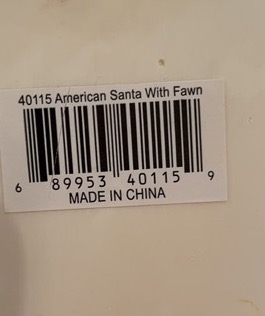 40115 American Santa With Fawn
6 89953 40115 9
MADE IN CHINA